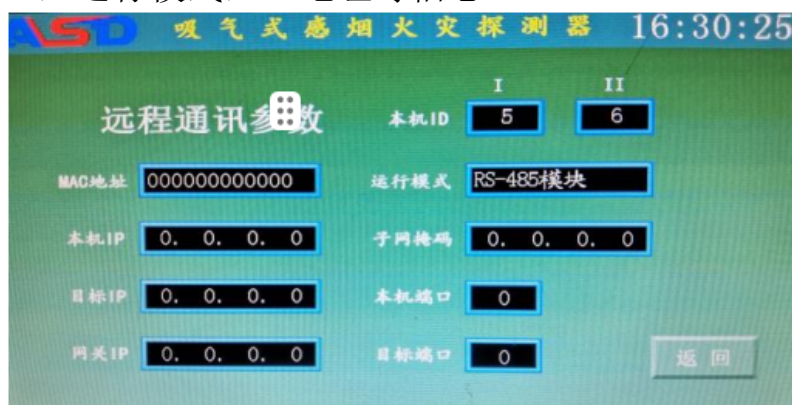 ASD 吸气式感烟火灾探测器 16:30:25
I II
远程通讯参数 本机ID 5 6
MAC地址 000000000000 运行模式 RS-485模块
本机IP 0. 0. 0. 0 子网掩码 0. 0. 0. 0
目标IP 0. 0. 0. 0 本机端口 0
网关IP 0. 0. 0. 0 目标端口 0
返回